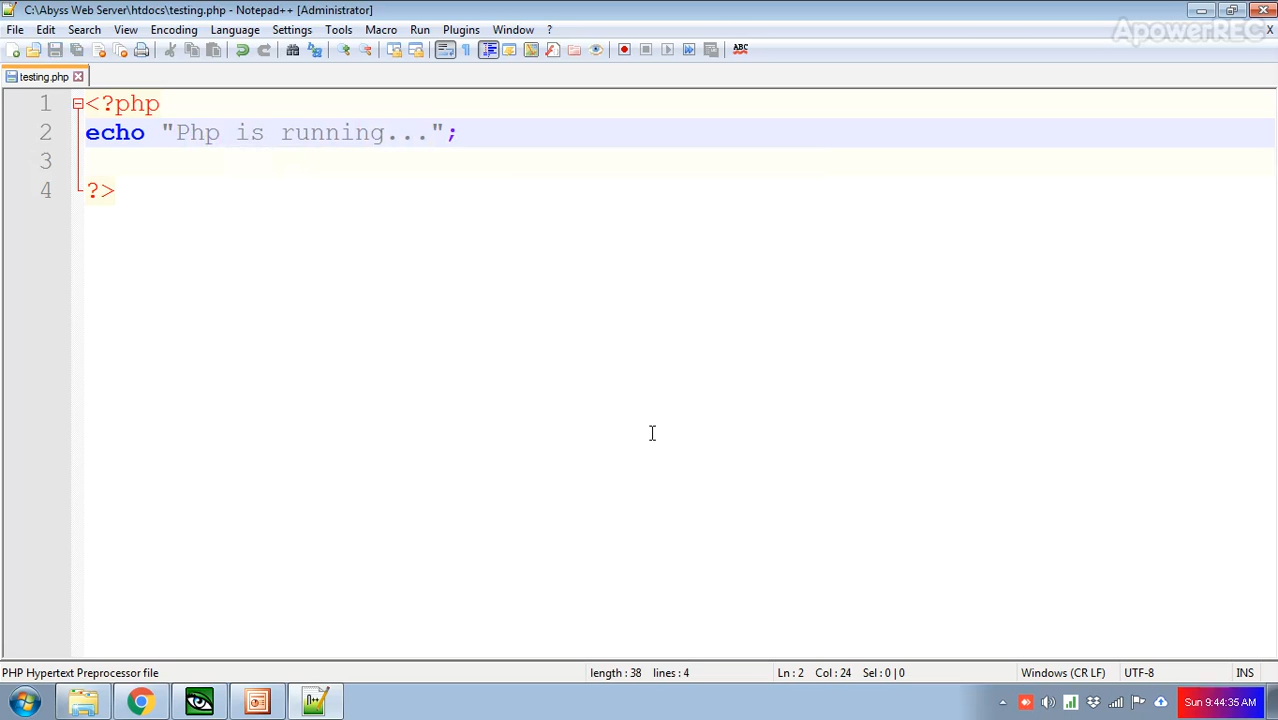 C:\Abyss Web Server\htdocs\testing.php - Notepad++ [Administrator]
ApowerREC
File Edit Search View Encoding Language Settings Tools Macro Run Plugins Window ? X
ABC
testing.php
1 <?php
2 echo "Php is running...";
3
4 ?>
PHP Hypertext Preprocessor file length : 38 lines : 4 Ln : 2 Col : 24 Sel : 0 | 0 Windows (CR LF) UTF-8 INS
Sun 9:44:35 AM